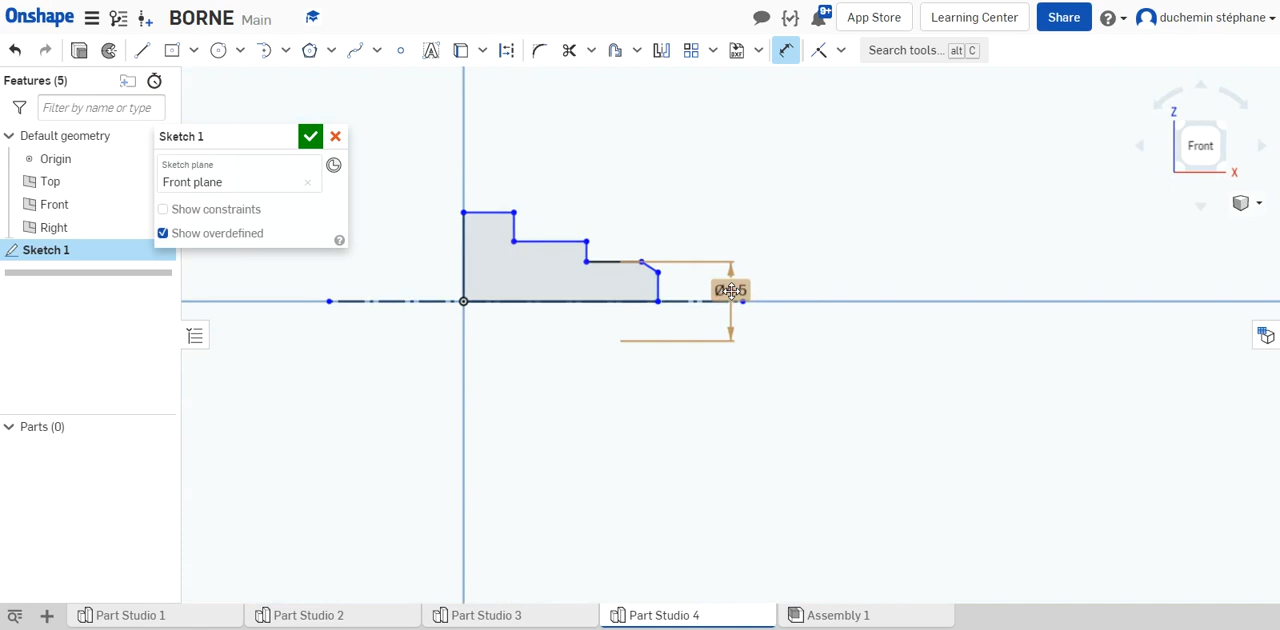 Onshape BORNE Main 9+ App Store Learning Center Share duchemin stéphane
Search tools... alt C
Features (5)
Filter by name or type
Default geometry
Origin
Top
Front
Right
Sketch 1
Sketch 1
Sketch plane
Front plane
Show constraints
Show overdefined
Z
Front
X
Parts (0)
Part Studio 1 Part Studio 2 Part Studio 3 Part Studio 4 Assembly 1